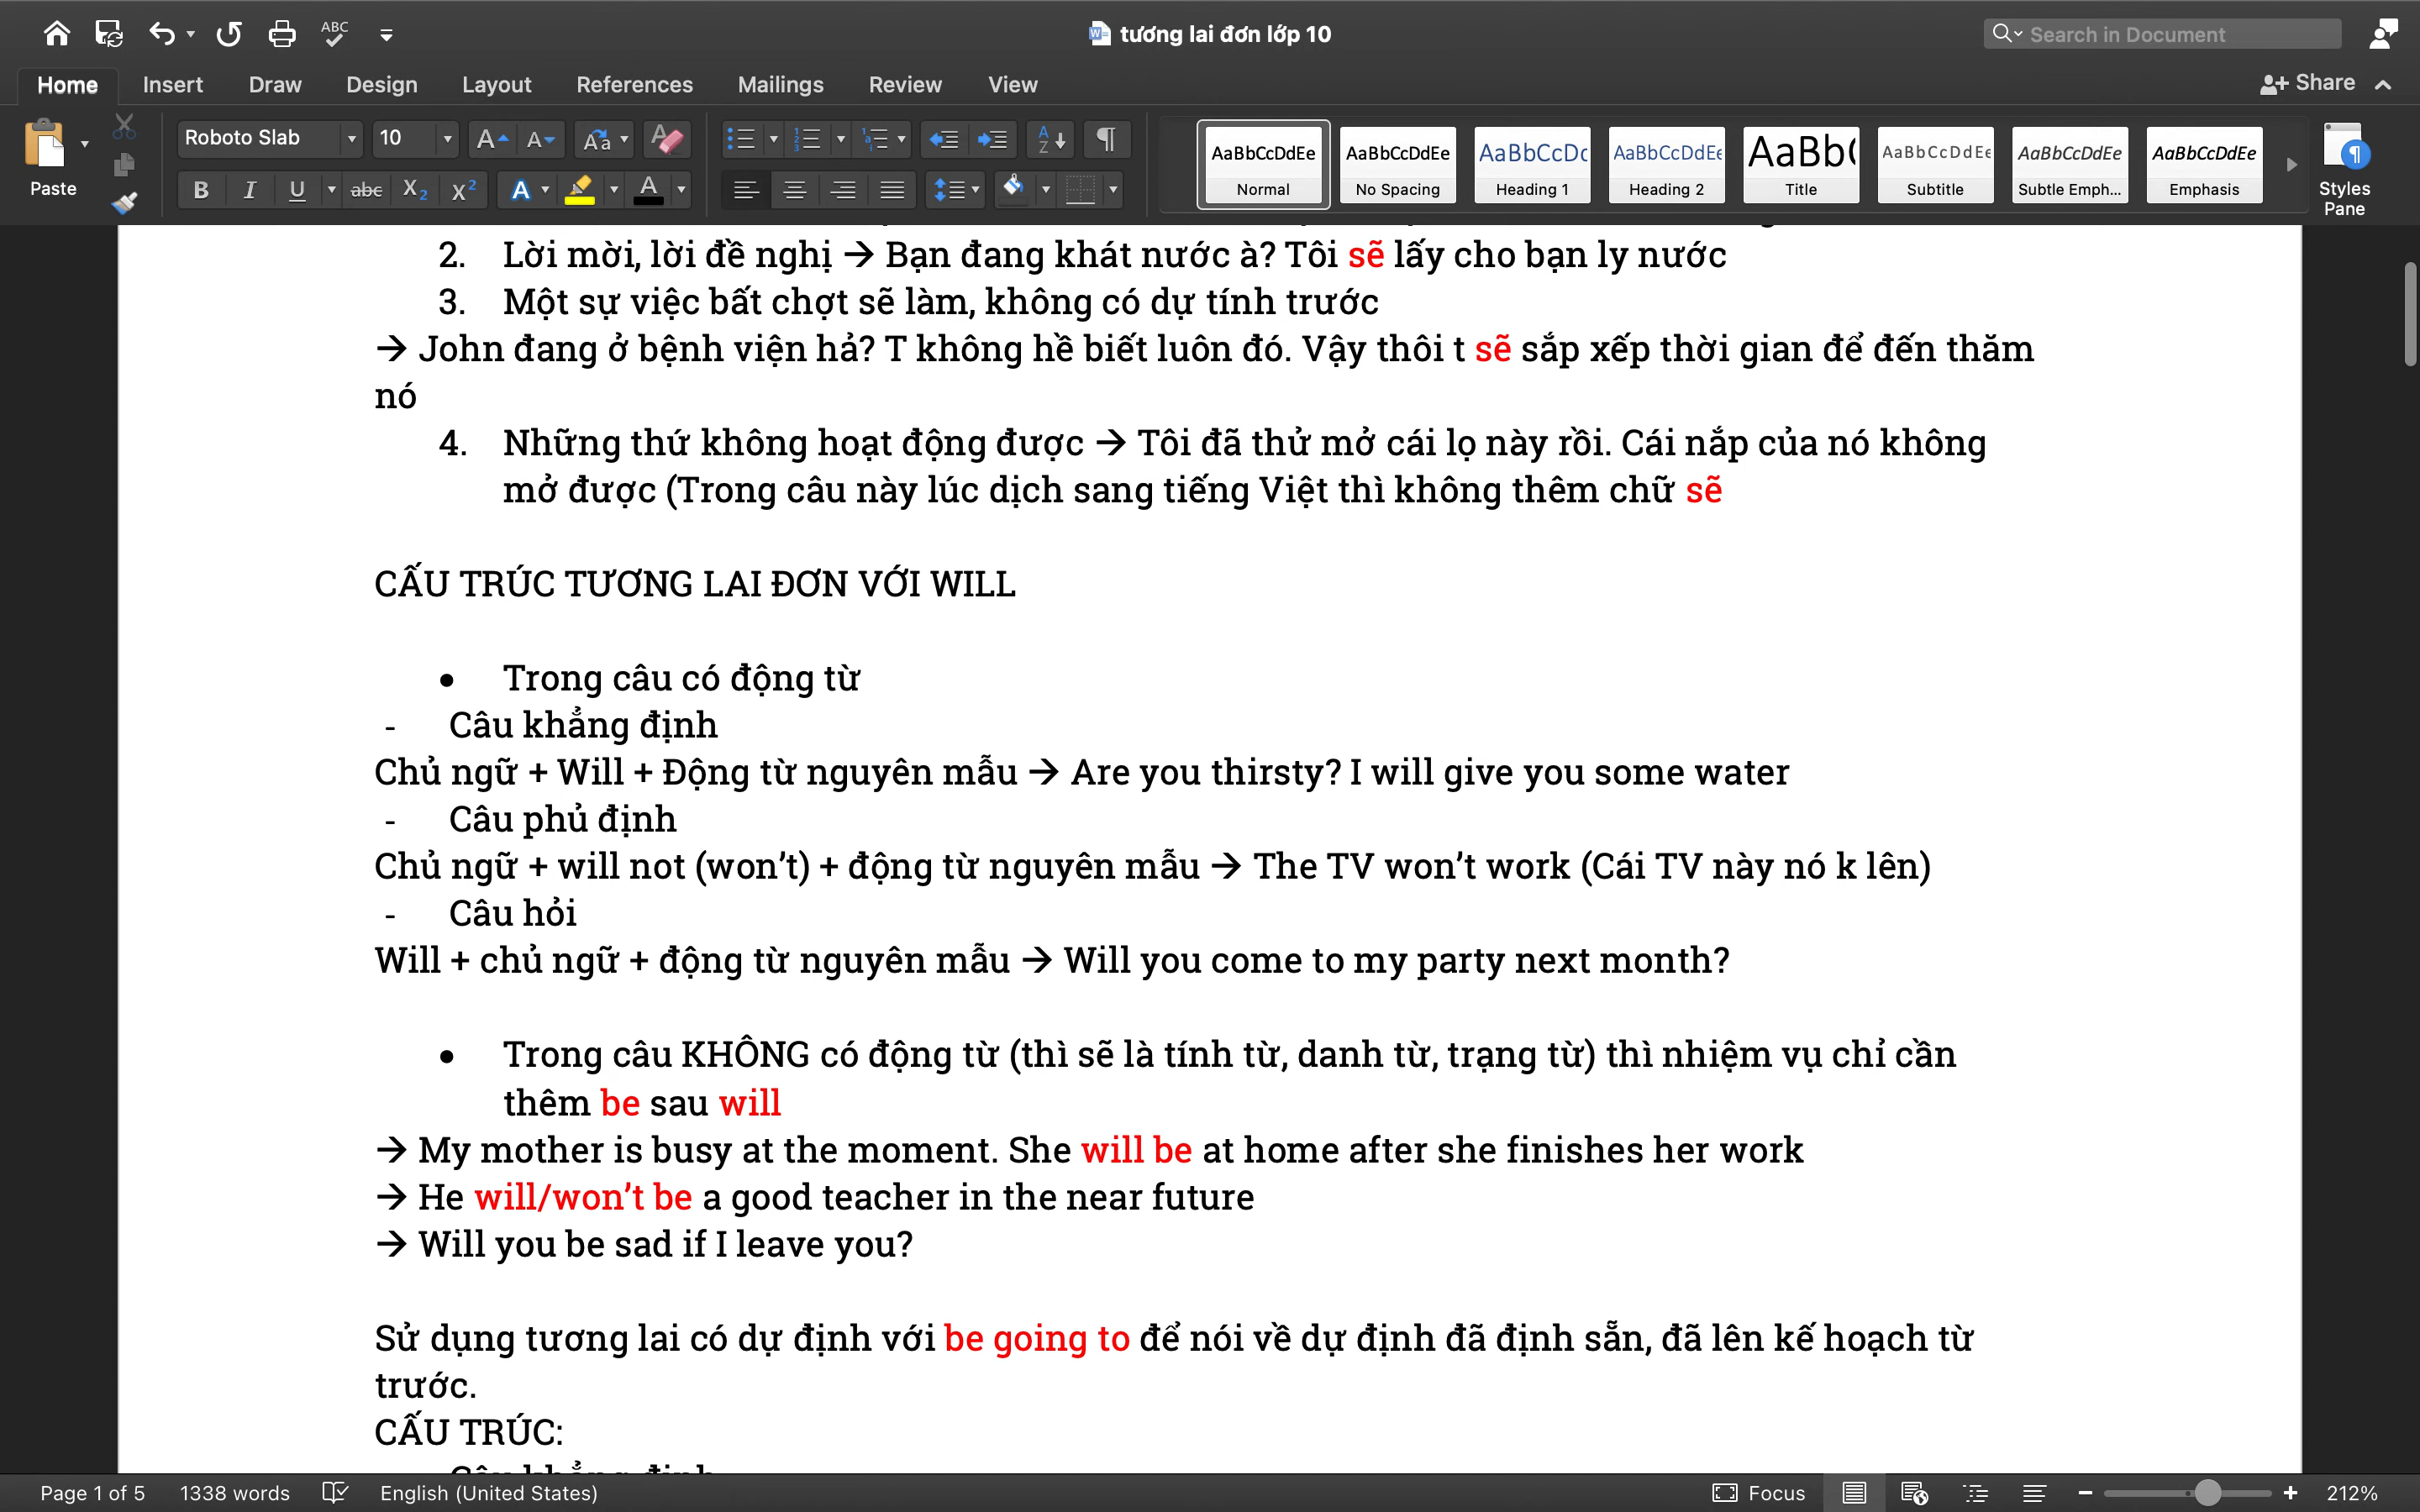 ABC
tương lai đơn lớp 10
Search in Document
Home Insert Draw Design Layout References Mailings Review View
Share
Paste
Roboto Slab 10
AaBbCcDdEe Normal
AaBbCcDdEe No Spacing
AaBbCcDc Heading 1
AaBbCcDdEe Heading 2
AaBb( Title
AaBbCcDdEe Subtitle
AaBbCcDdEe Subtle Emph...
AaBbCcDdEe Emphasis
Styles Pane
2. Lời mời, lời đề nghị → Bạn đang khát nước à? Tôi sẽ lấy cho bạn ly nước
3. Một sự việc bất chợt sẽ làm, không có dự tính trước
→ John đang ở bệnh viện hả? T không hề biết luôn đó. Vậy thôi t sẽ sắp xếp thời gian để đến thăm
nó
4. Những thứ không hoạt động được → Tôi đã thử mở cái lọ này rồi. Cái nắp của nó không
mở được (Trong câu này lúc dịch sang tiếng Việt thì không thêm chữ sẽ
CẤU TRÚC TƯƠNG LAI ĐƠN VỚI WILL
• Trong câu có động từ
- Câu khẳng định
Chủ ngữ + Will + Động từ nguyên mẫu → Are you thirsty? I will give you some water
- Câu phủ định
Chủ ngữ + will not (won’t) + động từ nguyên mẫu → The TV won’t work (Cái TV này nó k lên)
- Câu hỏi
Will + chủ ngữ + động từ nguyên mẫu → Will you come to my party next month?
• Trong câu KHÔNG có động từ (thì sẽ là tính từ, danh từ, trạng từ) thì nhiệm vụ chỉ cần
thêm be sau will
→ My mother is busy at the moment. She will be at home after she finishes her work
→ He will/won’t be a good teacher in the near future
→ Will you be sad if I leave you?
Sử dụng tương lai có dự định với be going to để nói về dự định đã định sẵn, đã lên kế hoạch từ
trước.
CẤU TRÚC:
Page 1 of 5 1338 words English (United States) Focus 212%